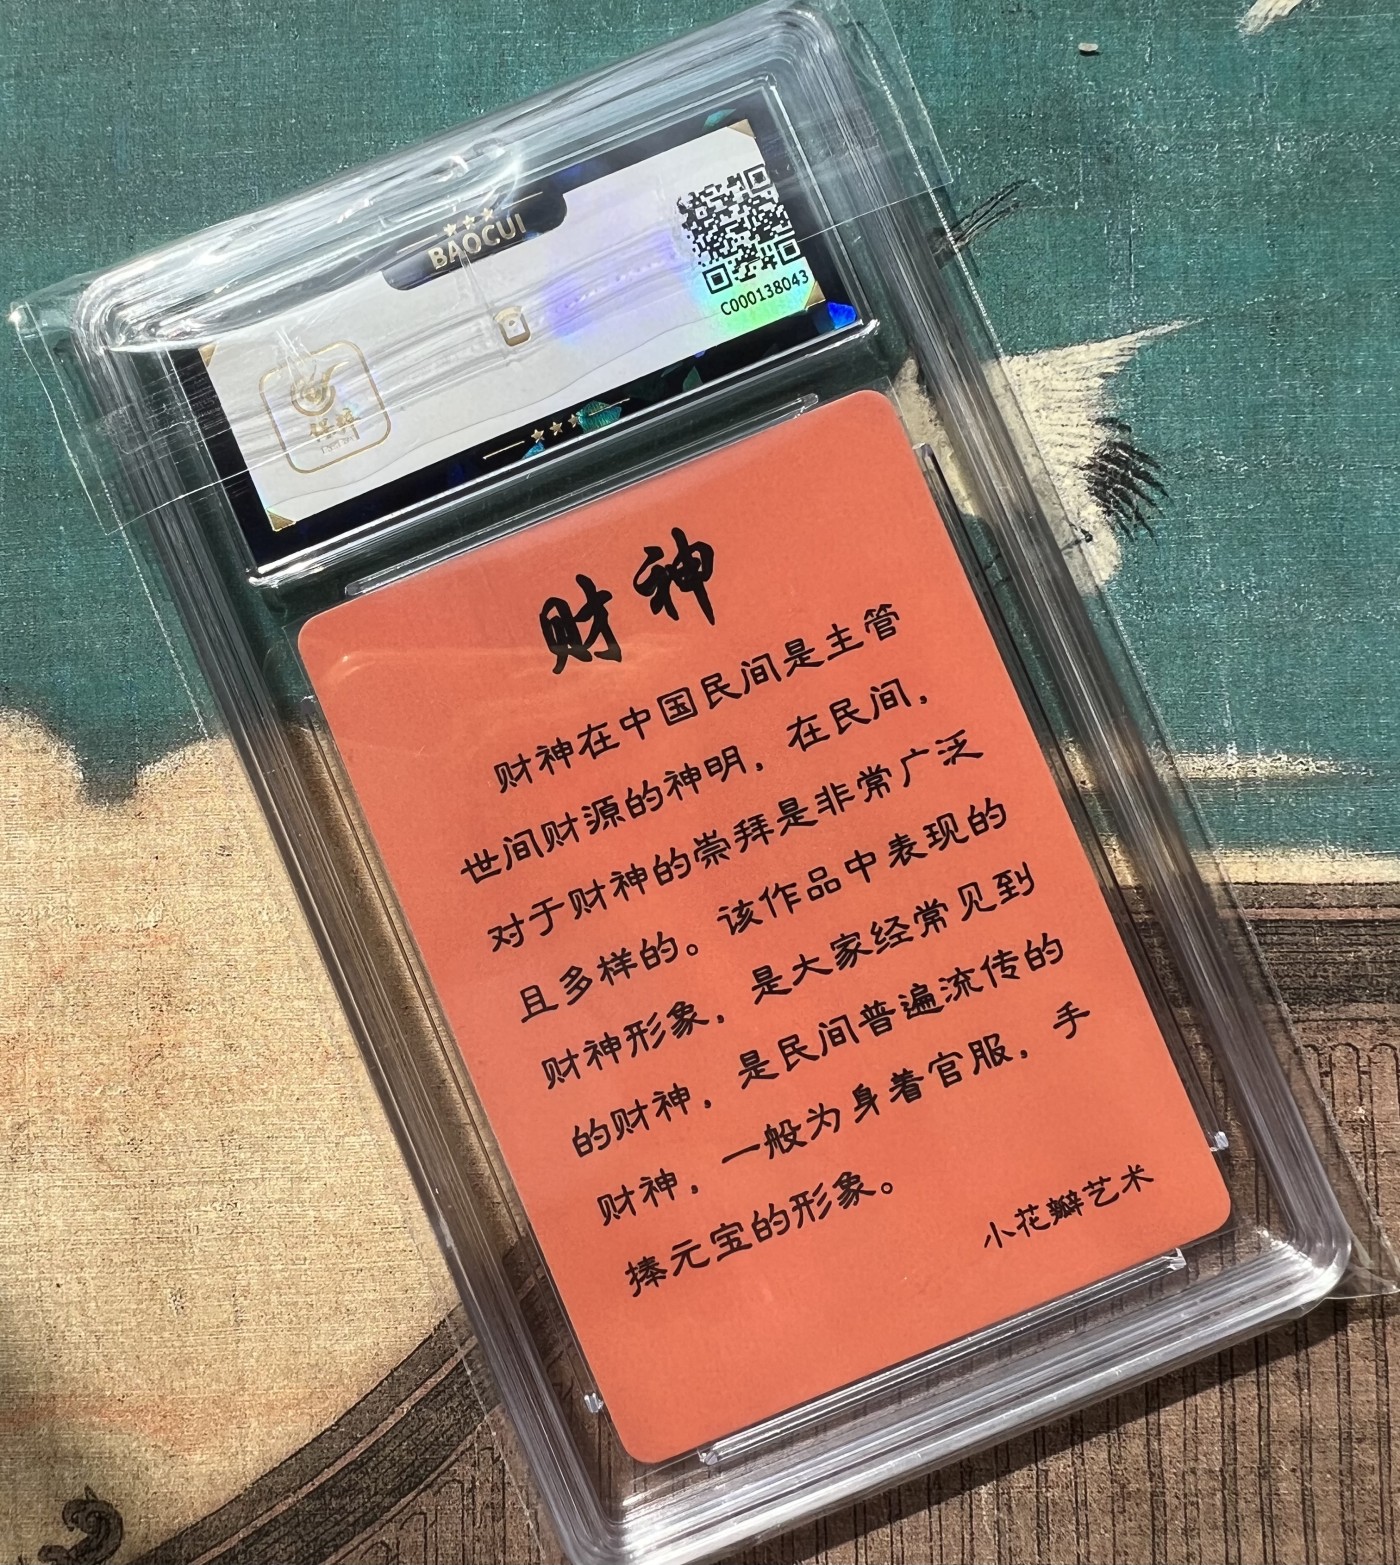 BAOCUI
C000138043
财神
财神在中国民间是主管
世间财源的神明，在民间，
对于财神的崇拜是非常广泛
且多样的。该作品中表现的
财神形象，是大家经常见到
的财神，是民间普遍流传的
财神，一般为身着官服，手
捧元宝的形象。
小花瓣艺术